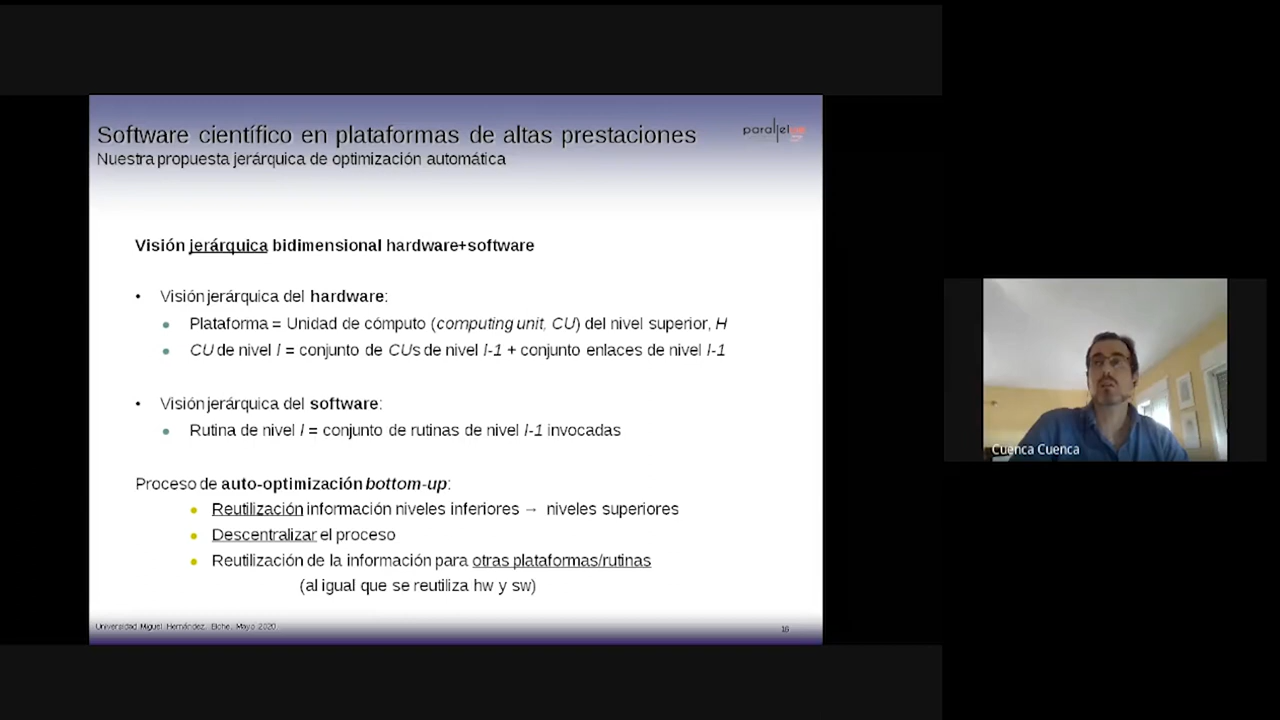 Software científico en plataformas de altas prestaciones
Nuestra propuesta jerárquica de optimización automática
Visión jerárquica bidimensional hardware+software
• Visión jerárquica del hardware:
• Plataforma = Unidad de cómputo (computing unit, CU) del nivel superior, H
• CU de nivel l = conjunto de CUs de nivel l-1 + conjunto enlaces de nivel l-1
• Visión jerárquica del software:
• Rutina de nivel l = conjunto de rutinas de nivel l-1 invocadas
Proceso de auto-optimización bottom-up:
• Reutilización información niveles inferiores → niveles superiores
• Descentralizar el proceso
• Reutilización de la información para otras plataformas/rutinas
(al igual que se reutiliza hw y sw)
Universidad Miguel Hernández. Elche, Mayo 2020
16
Cuenca Cuenca